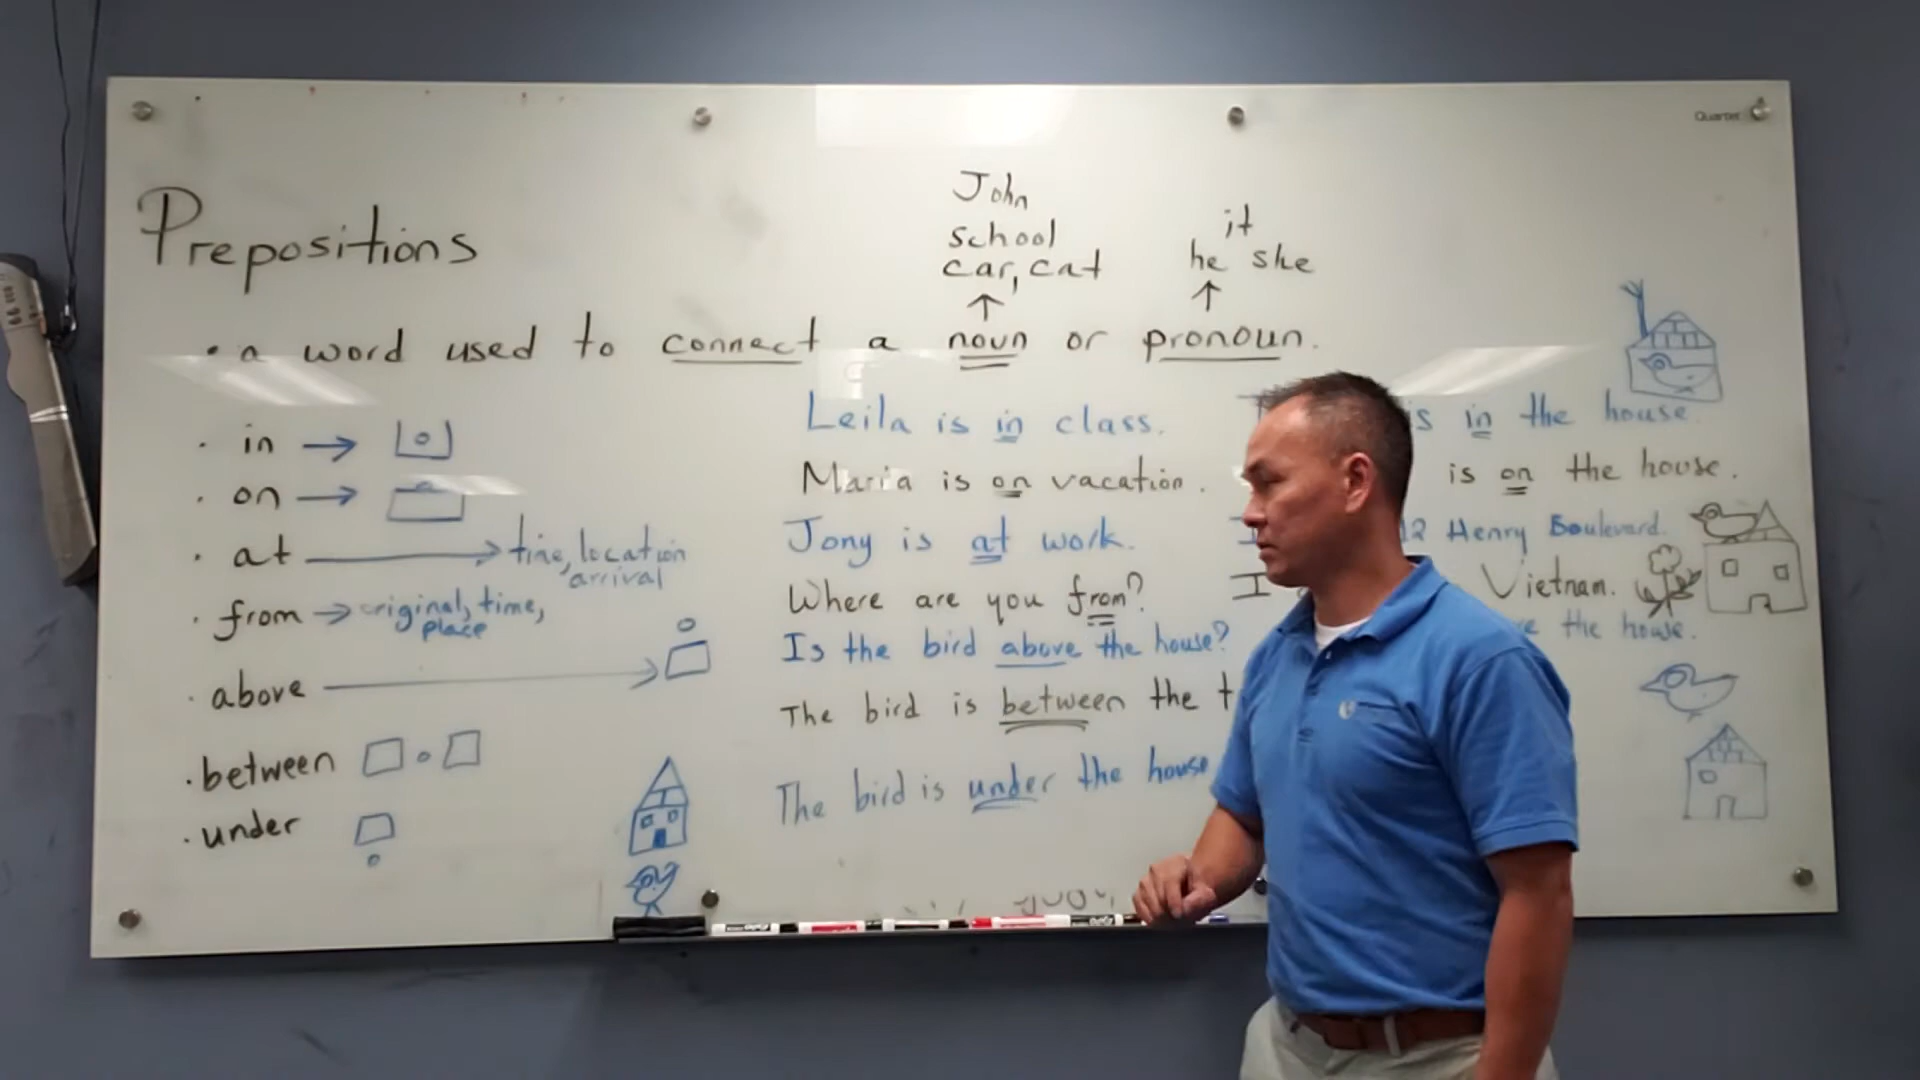 Quartet
John
school
it
car, cat
he she
Prepositions
• a word used to connect a noun or pronoun.
• in
• on
• at
time, location
arrival
• from
original, time,
place
• above
• between
• under
Leila is in class.
is in the house.
Maria is on vacation.
is on the house.
Jony is at work.
12 Henry Boulevard.
Where are you from?
I
Vietnam.
Is the bird above the house?
the house.
The bird is between the
The bird is under the house